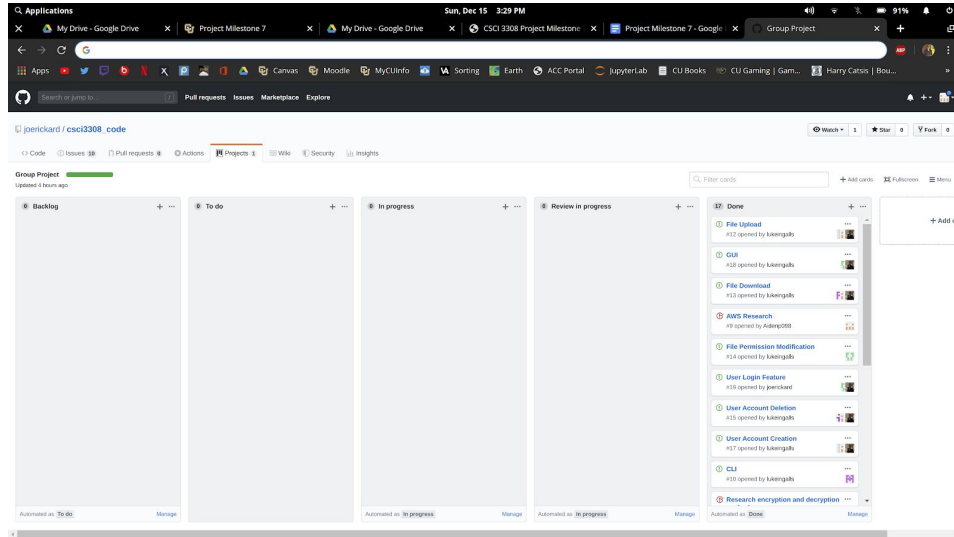 Applications
Sun, Dec 15 3:29 PM
91%
My Drive - Google Drive
Project Milestone 7
My Drive - Google Drive
CSCI 3308 Project Milestone
Project Milestone 7 - Google
Group Project
Apps
Canvas
Moodle
MyCUInfo
Sorting
Earth
ACC Portal
JupyterLab
CU Books
CU Gaming | Gam...
Harry Catsis | Bou...
»
Search or jump to...
Pull requests Issues Marketplace Explore
joerickard / csci3308_code
Watch 1
Star 0
Fork 0
Code
Issues 10
Pull requests 0
Actions
Projects 1
Wiki
Security
Insights
Group Project
Updated 4 hours ago
Filter cards
+ Add cards
Fullscreen
Menu
0 Backlog
0 To do
0 In progress
0 Review in progress
17 Done
+ Add
File Upload
#12 opened by lukeingalls
GUI
#18 opened by lukeingalls
File Download
#13 opened by lukeingalls
AWS Research
#9 opened by Aidenp098
File Permission Modification
#14 opened by lukeingalls
User Login Feature
#19 opened by joerickard
User Account Deletion
#15 opened by lukeingalls
User Account Creation
#17 opened by lukeingalls
CLI
#10 opened by lukeingalls
Research encryption and decryption
Automated as To do
Manage
Automated as In progress
Manage
Automated as In progress
Manage
Automated as Done
Manage